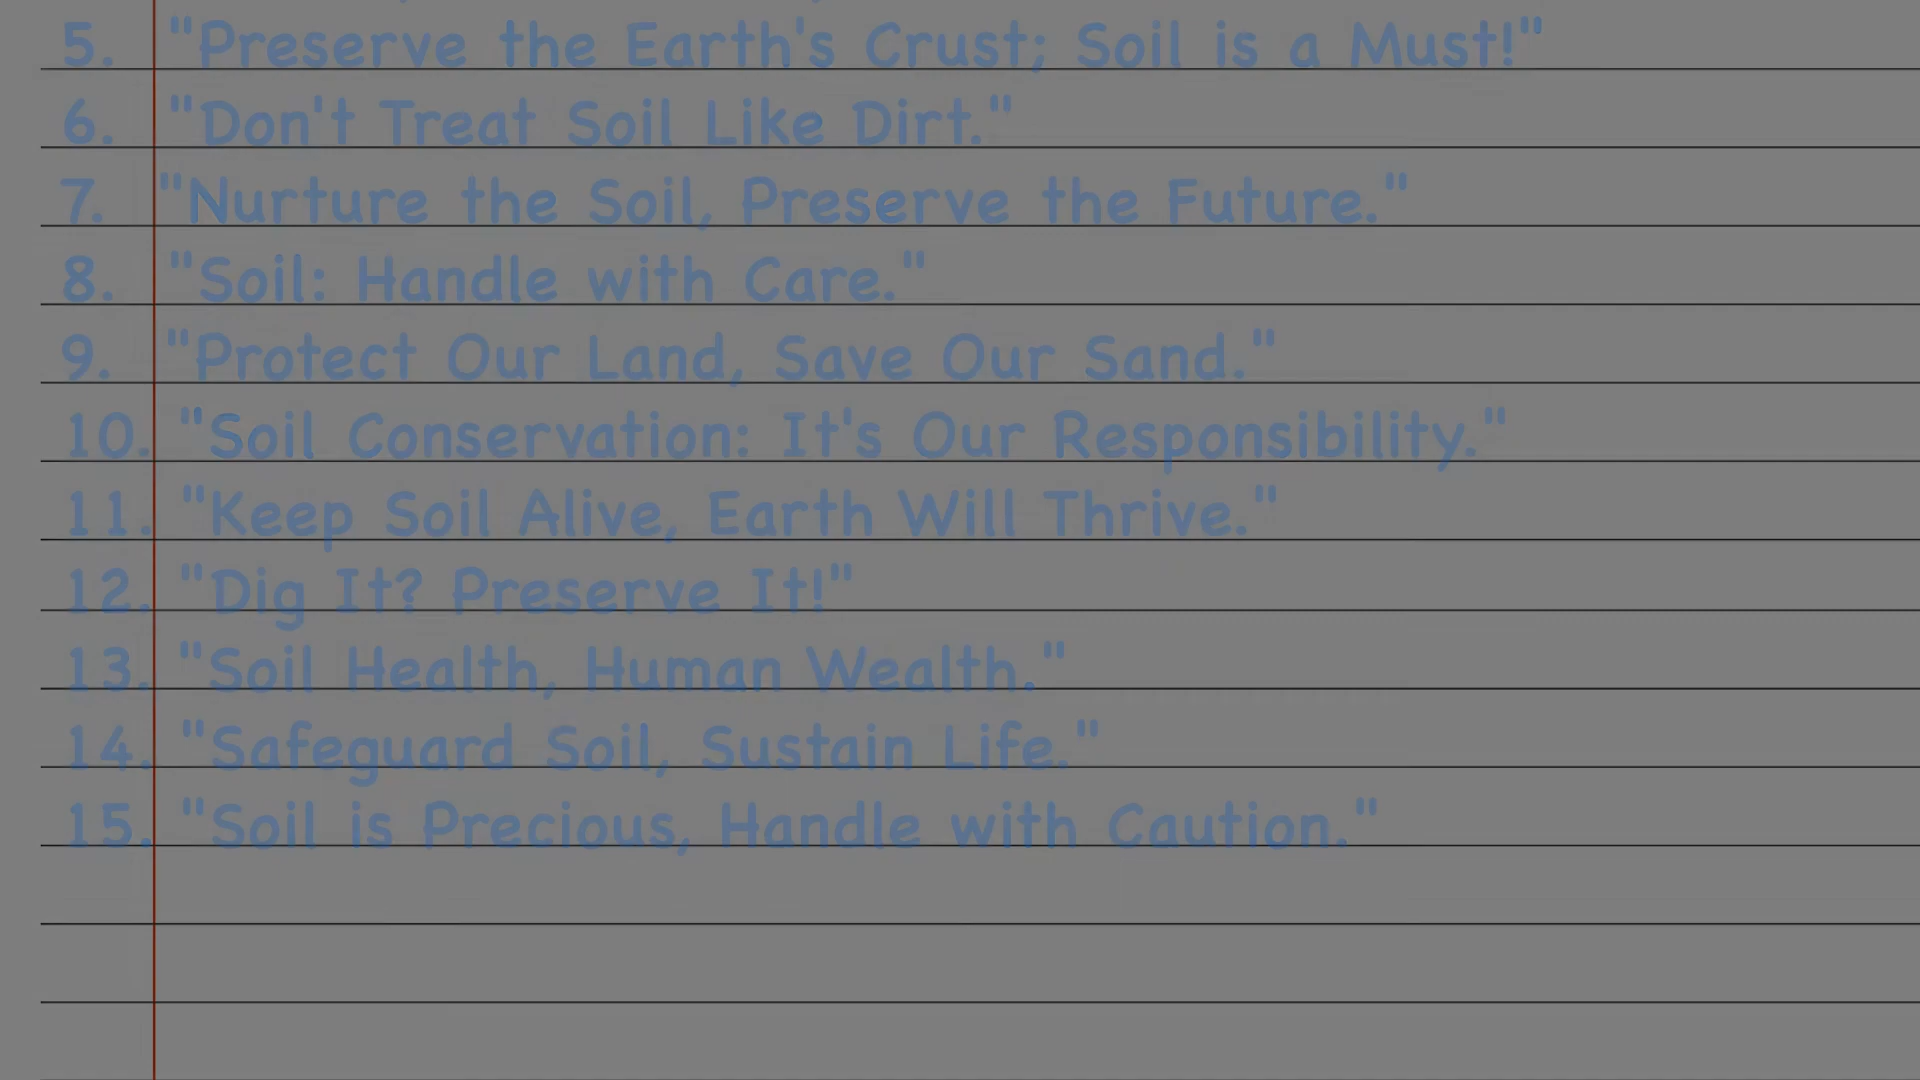 5. "Preserve the Earth's Crust; Soil is a Must!"
6. "Don't Treat Soil Like Dirt."
7. "Nurture the Soil, Preserve the Future."
8. "Soil: Handle with Care."
9. "Protect Our Land, Save Our Sand."
10. "Soil Conservation: It's Our Responsibility."
11. "Keep Soil Alive, Earth Will Thrive."
12. "Dig It? Preserve It!"
13. "Soil Health, Human Wealth."
14. "Safeguard Soil, Sustain Life."
15. "Soil is Precious, Handle with Caution."